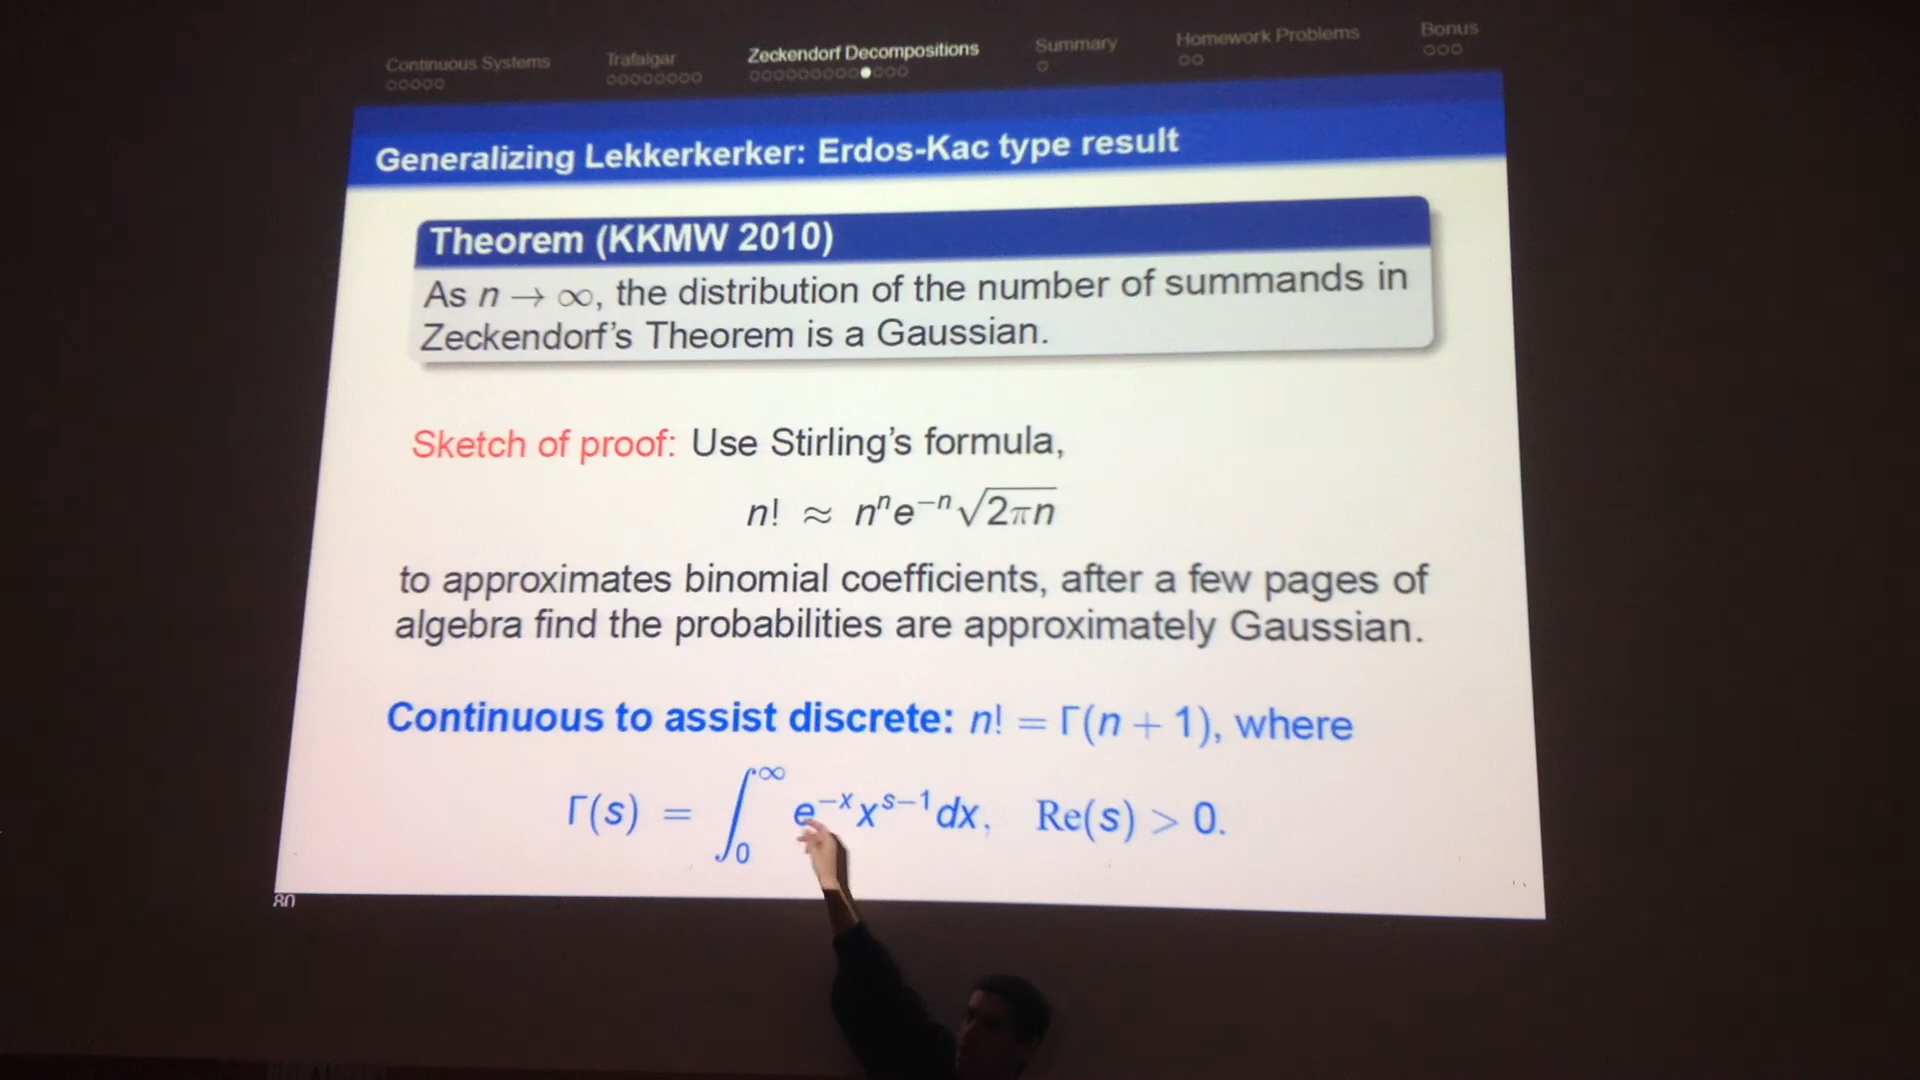 Continuous Systems Trafalgar Zeckendorf Decompositions Summary Homework Problems Bonus
Generalizing Lekkerkerker: Erdos-Kac type result
Theorem (KKMW 2010)
As n → ∞, the distribution of the number of summands in
Zeckendorf's Theorem is a Gaussian.
Sketch of proof: Use Stirling's formula,
n! ≈ nⁿe⁻ⁿ√2πn
to approximates binomial coefficients, after a few pages of
algebra find the probabilities are approximately Gaussian.
Continuous to assist discrete: n! = Γ(n + 1), where
Γ(s) = ∫₀^∞ e⁻ˣxˢ⁻¹dx, Re(s) > 0.
80